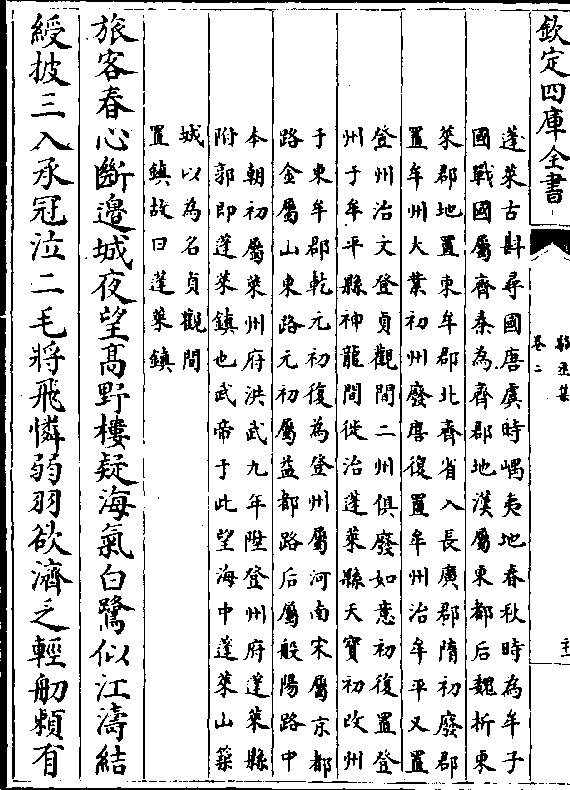 欽定四庫全書
駱丞集
卷二
蓬萊古斟尋國唐虞時嵎夷地春秋時為牟子
國戰國屬齊秦為齊郡地漢屬東都后魏析東
萊郡地置東牟郡北齊省入長廣郡隋初廢郡
置牟州大業初州廢唐復置牟州治牟平又置
登州治文登貞觀間二州俱廢如意初復置登
州于牟平縣神龍間徙治蓬萊縣天寶初改州
于東牟郡乾元初復為登州屬河南宋屬京都
路金屬山東路元初屬益都路后屬般陽路中
本朝初屬萊州府洪武九年陞登州府蓬萊縣
附郭即蓬萊鎮也武帝于此望海中蓬萊山築
城以為名貞觀間
置鎮故曰蓬萊鎮
旅客春心斷邊城夜望高野樓疑海氣白鷺似江濤結
綬披三入承冠泣二毛將飛憐弱羽欲濟乏輕舠頼有